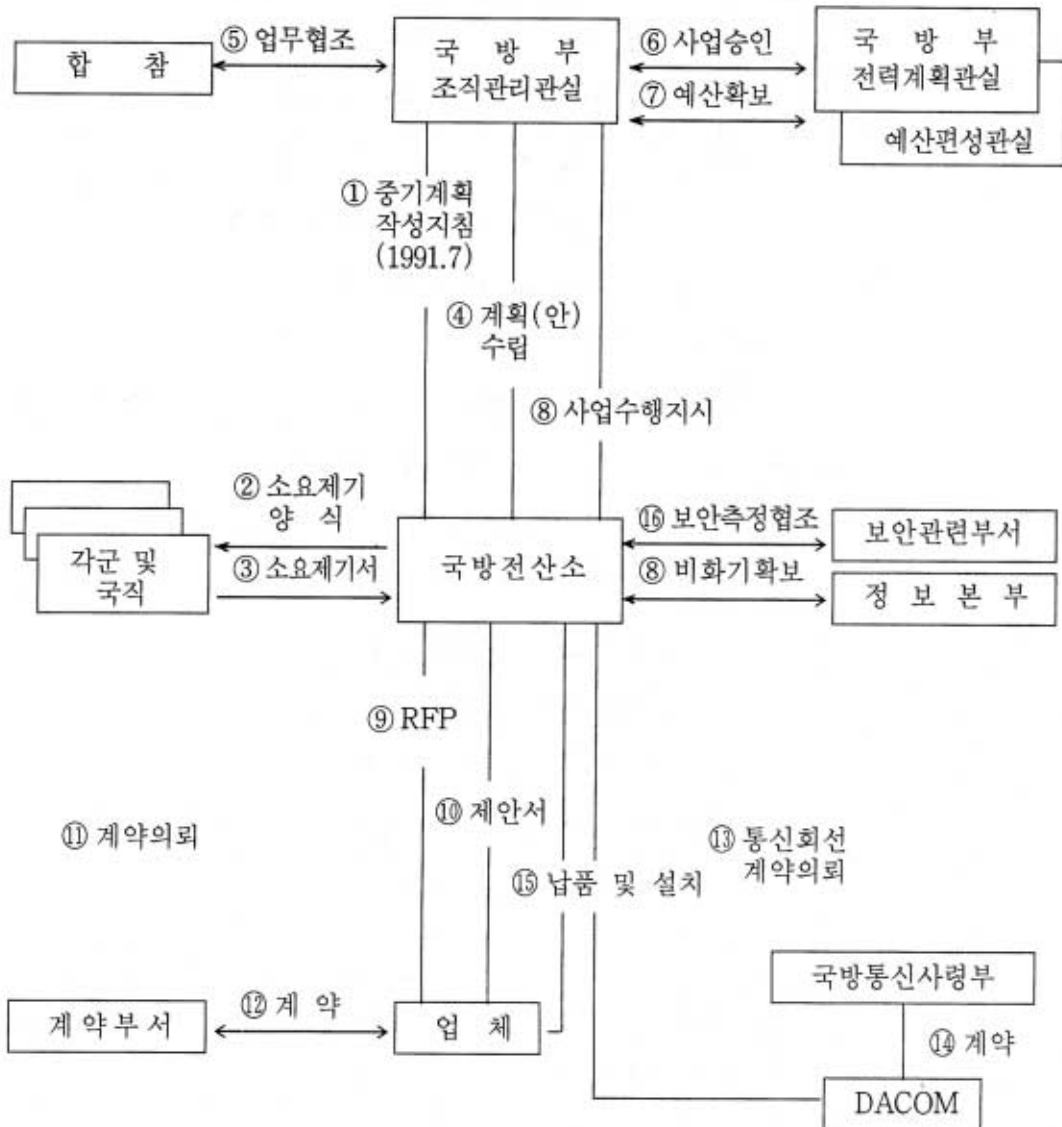 합 참
⑤ 업무협조
국 방 부
조직관리관실
⑥ 사업승인
⑦ 예산확보
국 방 부
전력계획관실
예산편성관실
① 중기계획
작성지침
(1991.7)
④ 계획(안)
수립
⑧ 사업수행지시
② 소요제기
양 식
③ 소요제기서
각군 및
국직
국방전산소
⑯ 보안측정협조
⑧ 비화기확보
보안관련부서
정 보 본 부
⑨ RFP
⑩ 제안서
⑪ 계약의뢰
⑬ 통신회선
계약의뢰
⑮ 납품 및 설치
국방통신사령부
계약부서
⑫ 계 약
업 체
⑭ 계약
DACOM